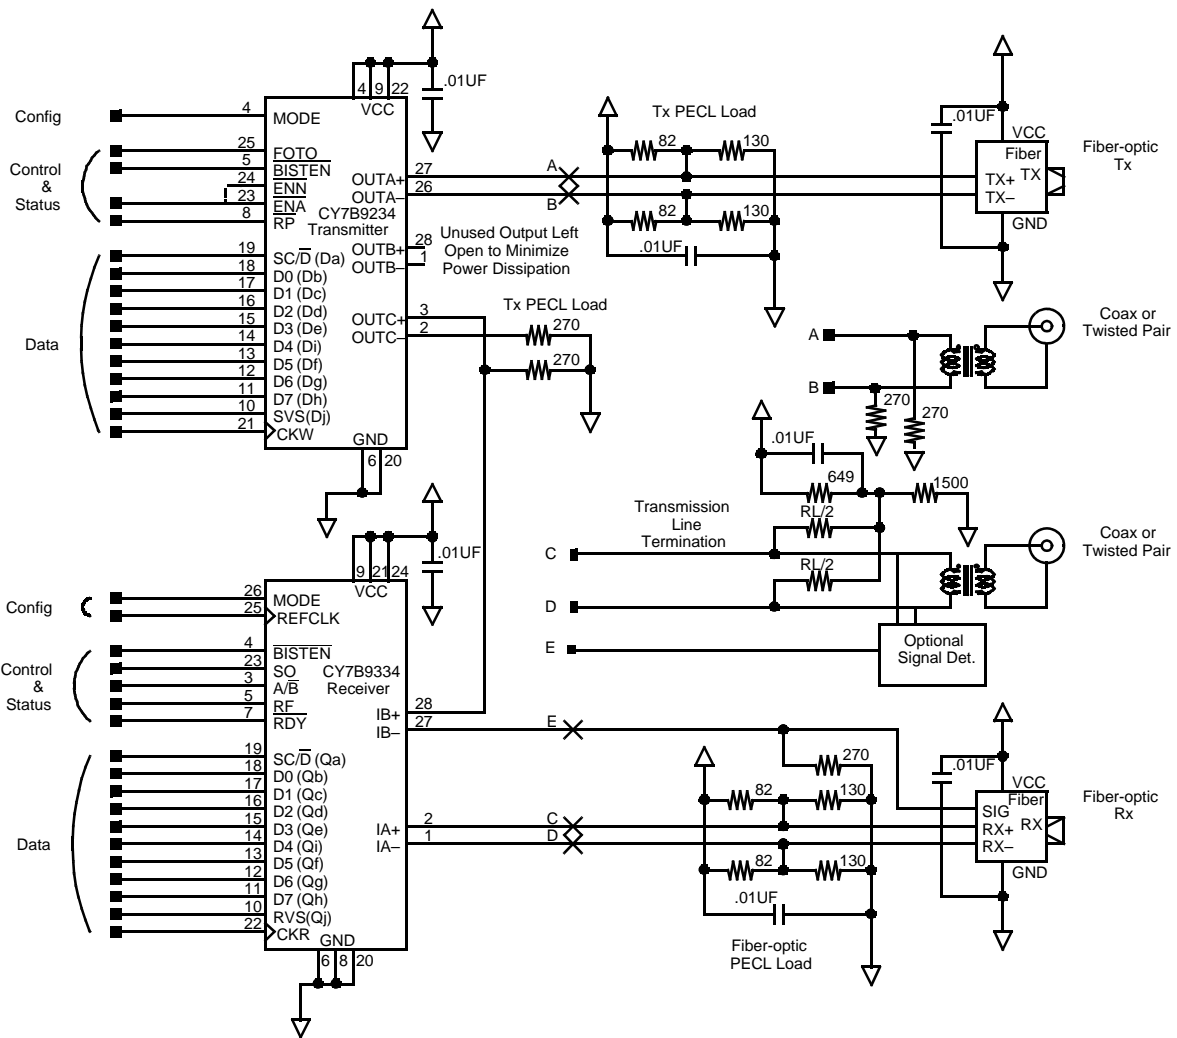 .01UF
4 9 22
VCC
Config
4
MODE
Control
&
Status
25
FOTO
5
BISTEN
24
ENN
23
ENA
8
RP
CY7B9234
Transmitter
OUTA+
27
OUTA–
26
OUTB+
28
OUTB–
1
Unused Output Left
Open to Minimize
Power Dissipation
OUTC+
3
OUTC–
2
Data
19
SC/D (Da)
18
D0 (Db)
17
D1 (Dc)
16
D2 (Dd)
15
D3 (De)
14
D4 (Di)
13
D5 (Df)
12
D6 (Dg)
11
D7 (Dh)
10
SVS(Dj)
21
CKW
GND
6 20
A
B
Tx PECL Load
82
130
82
130
.01UF
Tx PECL Load
270
270
.01UF
VCC
Fiber
TX
TX+
TX–
GND
Fiber-optic
Tx
A
B
270
270
Coax or
Twisted Pair
.01UF
649
1500
RL/2
RL/2
Transmission
Line
Termination
C
D
E
Optional
Signal Det.
Coax or
Twisted Pair
.01UF
9 21 24
VCC
Config
26
MODE
25
REFCLK
Control
&
Status
4
BISTEN
23
SO
3
A/B
5
RF
7
RDY
CY7B9334
Receiver
IB+
28
IB–
27
IA+
2
IA–
1
Data
19
SC/D (Qa)
18
D0 (Qb)
17
D1 (Qc)
16
D2 (Qd)
15
D3 (Qe)
14
D4 (Qi)
13
D5 (Qf)
12
D6 (Qg)
11
D7 (Qh)
10
RVS(Qj)
22
CKR
GND
6 8 20
E
C
D
270
82
130
82
130
.01UF
Fiber-optic
PECL Load
.01UF
VCC
Fiber
SIG
RX
RX+
RX–
GND
Fiber-optic
Rx